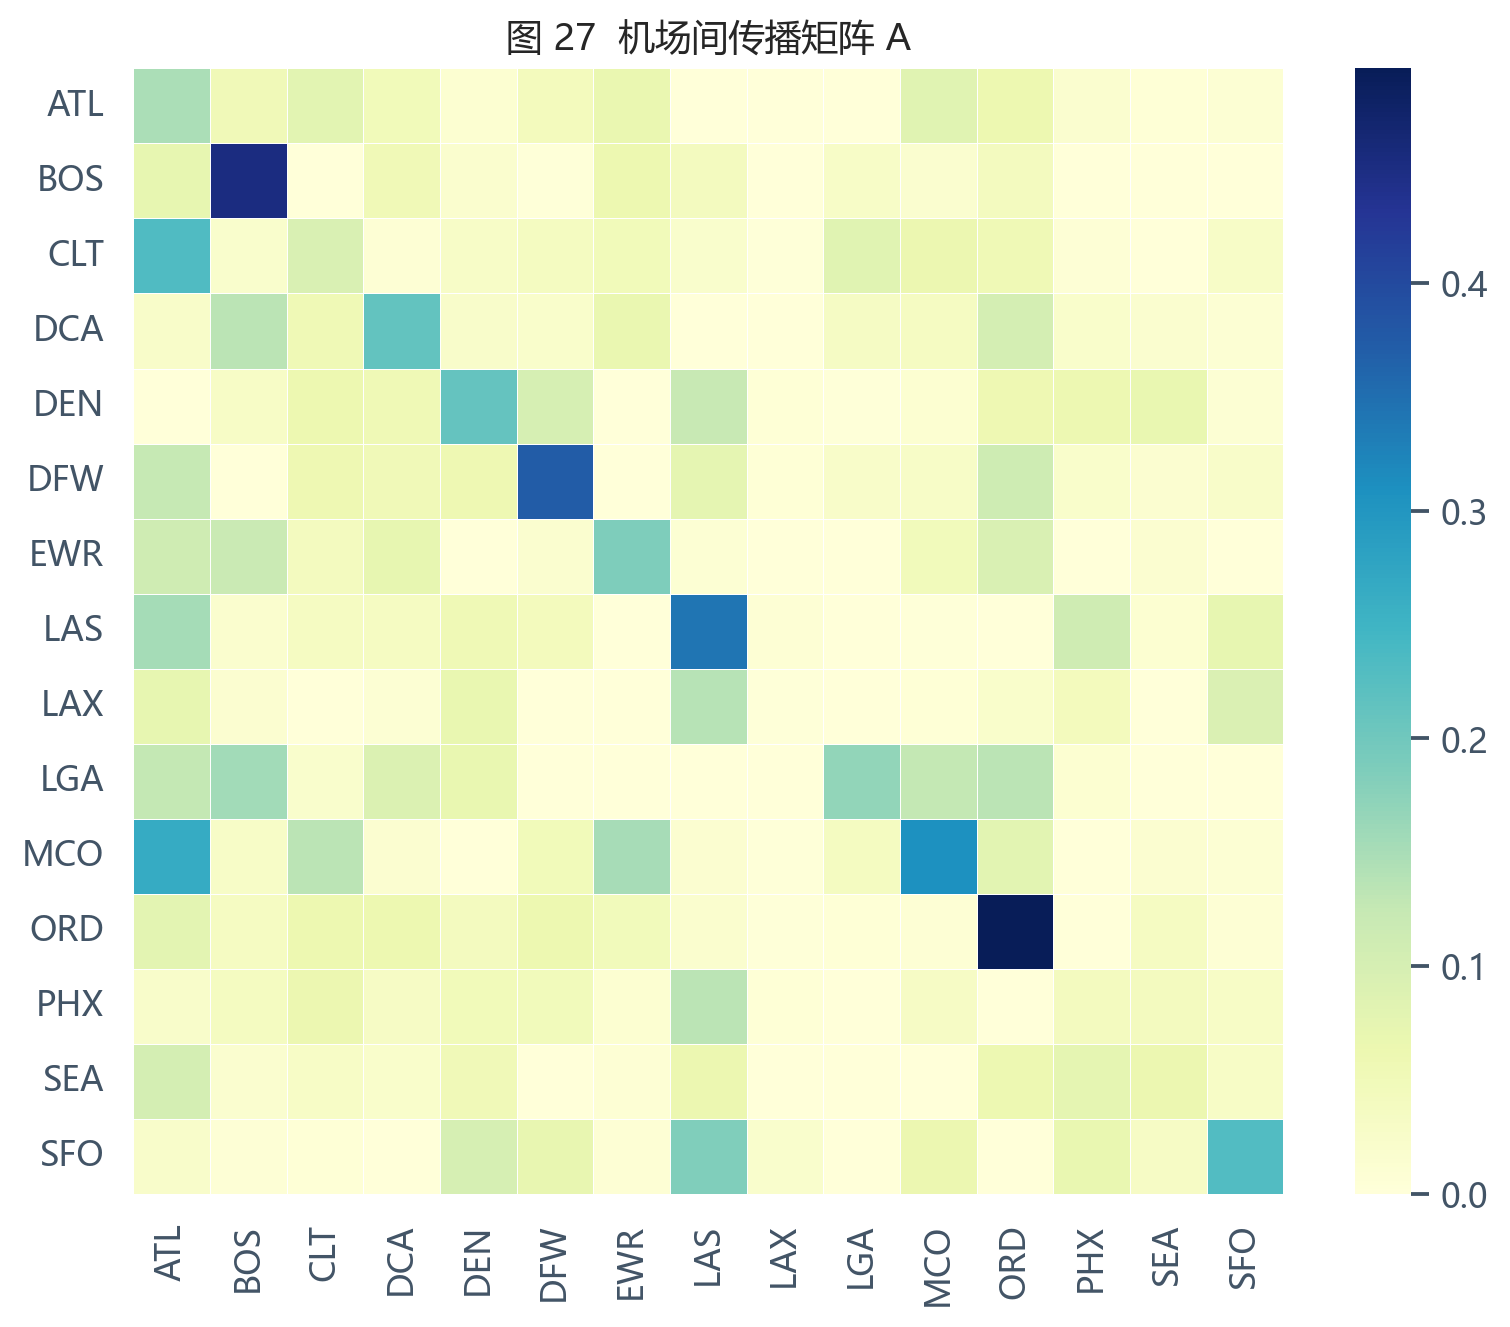 图 27  机场间传播矩阵 A
ATL
BOS
CLT
DCA
DEN
DFW
EWR
LAS
LAX
LGA
MCO
ORD
PHX
SEA
SFO
ATL BOS CLT DCA DEN DFW EWR LAS LAX LGA MCO ORD PHX SEA SFO
0.4
0.3
0.2
0.1
0.0